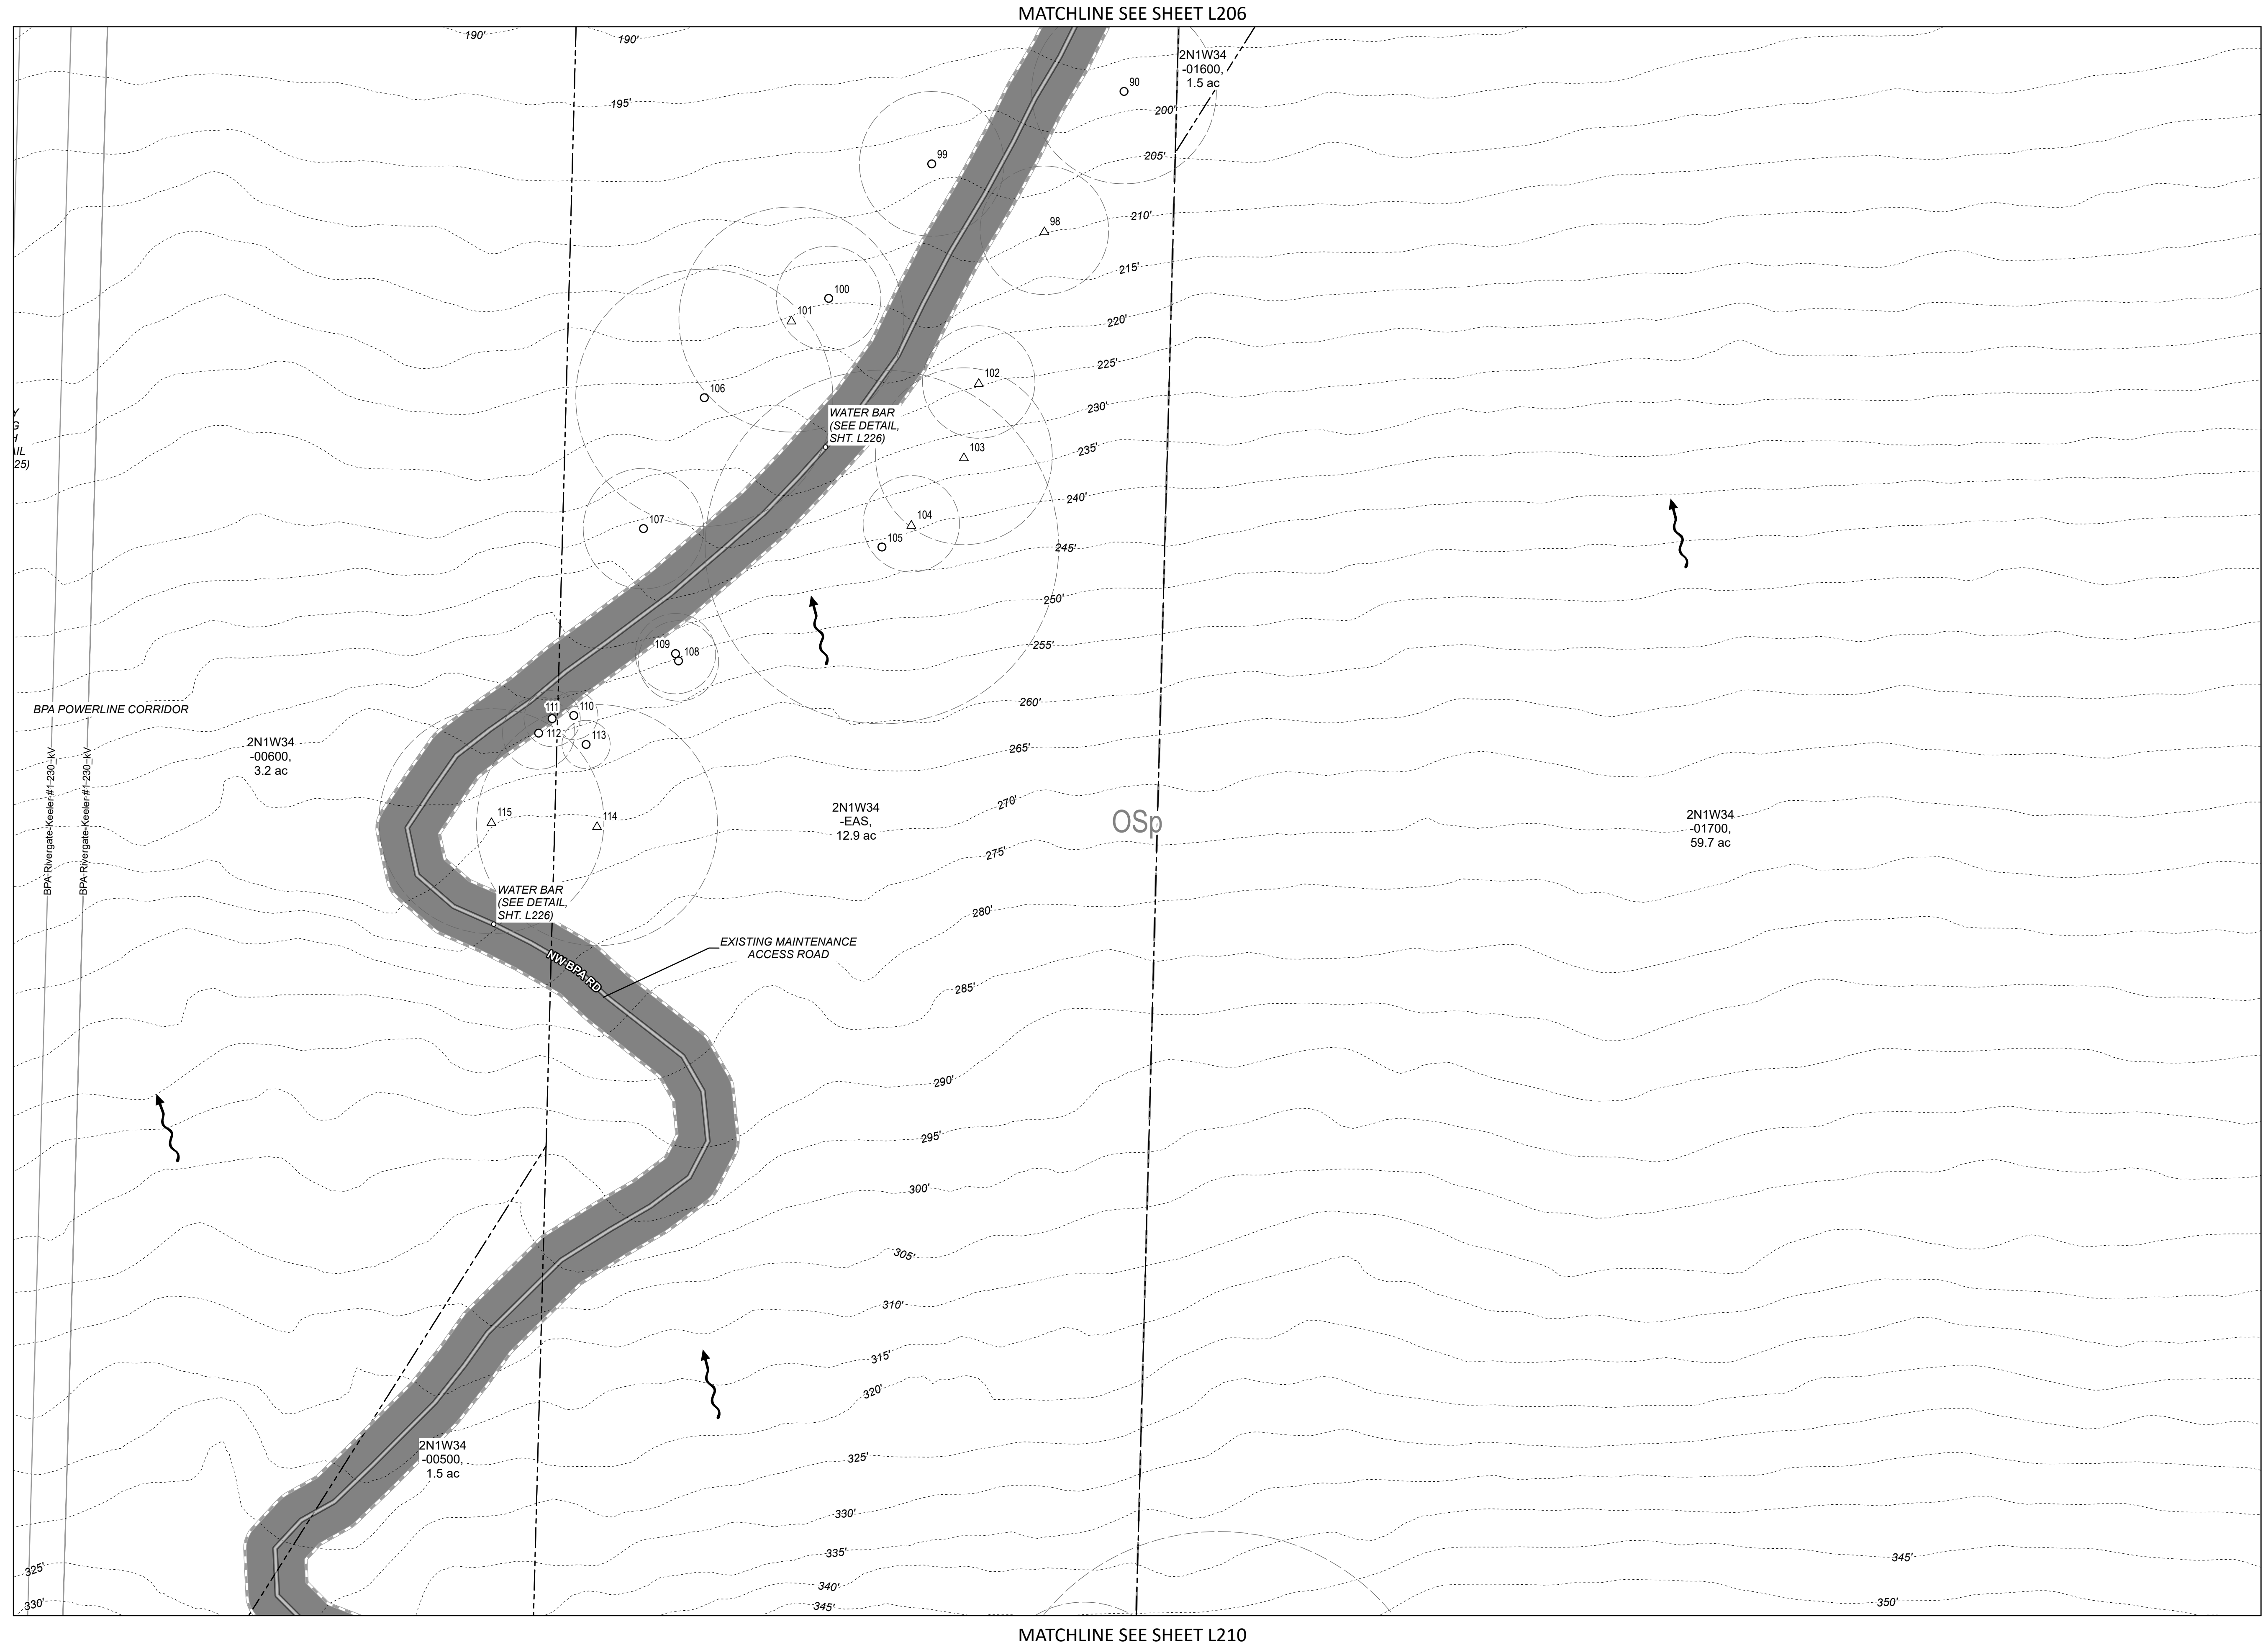 MATCHLINE SEE SHEET L206
190'
190'
195'
2N1W34
-01600,
1.5 ac
90
200'
99
205'
98
210'
215'
100
101
220'
225'
102
106
230'
WATER BAR
(SEE DETAIL,
SHT. L226)
Y
G
H
AIL
25)
235'
103
240'
107
104
105
245'
250'
255'
109
108
260'
BPA POWERLINE CORRIDOR
111
110
112
113
265'
2N1W34
-00600,
3.2 ac
BPA Rivergate-Keeler #1-230_kV
BPA Rivergate-Keeler #1-230_kV
270'
115
114
2N1W34
-EAS,
12.9 ac
OSp
2N1W34
-01700,
59.7 ac
275'
WATER BAR
(SEE DETAIL,
SHT. L226)
280'
EXISTING MAINTENANCE
ACCESS ROAD
NW BPA RD
285'
290'
295'
300'
305'
310'
315'
320'
2N1W34
-00500,
1.5 ac
325'
330'
335'
345'
325'
340'
330'
345'
350'
MATCHLINE SEE SHEET L210